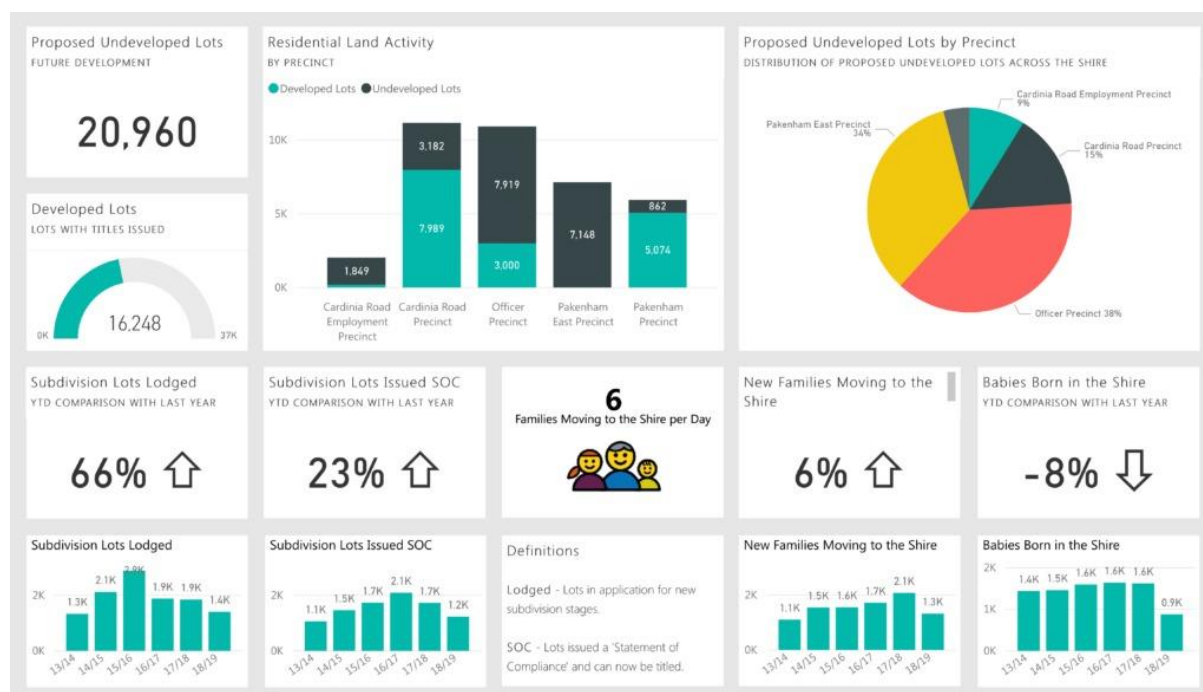 Proposed Undeveloped Lots
FUTURE DEVELOPMENT
20,960
Developed Lots
LOTS WITH TITLES ISSUED
16,248
0K
37K
Residential Land Activity
BY PRECINCT
Developed Lots Undeveloped Lots
10K
5K
0K
1,849
3,182
7,989
7,919
3,000
7,148
862
5,074
Cardinia Road
Employment
Precinct
Cardinia Road
Precinct
Officer
Precinct
Pakenham
East Precinct
Pakenham
Precinct
Proposed Undeveloped Lots by Precinct
DISTRIBUTION OF PROPOSED UNDEVELOPED LOTS ACROSS THE SHIRE
Cardinia Road Employment Precinct
9%
Pakenham East Precinct
34%
Cardinia Road Precinct
15%
Officer Precinct 38%
Subdivision Lots Lodged
YTD COMPARISON WITH LAST YEAR
66%
Subdivision Lots Issued SOC
YTD COMPARISON WITH LAST YEAR
23%
6
Families Moving to the Shire per Day
New Families Moving to the
Shire
6%
Babies Born in the Shire
YTD COMPARISON WITH LAST YEAR
-8%
Subdivision Lots Lodged
2K
0K
1.3K
2.1K
1.9K
1.9K
1.4K
13/14
14/15
15/16
16/17
17/18
18/19
Subdivision Lots Issued SOC
2K
0K
1.1K
1.5K
1.7K
2.1K
1.7K
1.2K
13/14
14/15
15/16
16/17
17/18
18/19
Definitions
Lodged - Lots in application for new
subdivision stages.
SOC - Lots issued a 'Statement of
Compliance' and can now be titled.
New Families Moving to the Shire
2K
0K
1.1K
1.5K
1.6K
1.7K
2.1K
1.3K
13/14
14/15
15/16
16/17
17/18
18/19
Babies Born in the Shire
2K
1K
0K
1.4K
1.5K
1.6K
1.6K
1.6K
0.9K
13/14
14/15
15/16
16/17
17/18
18/19